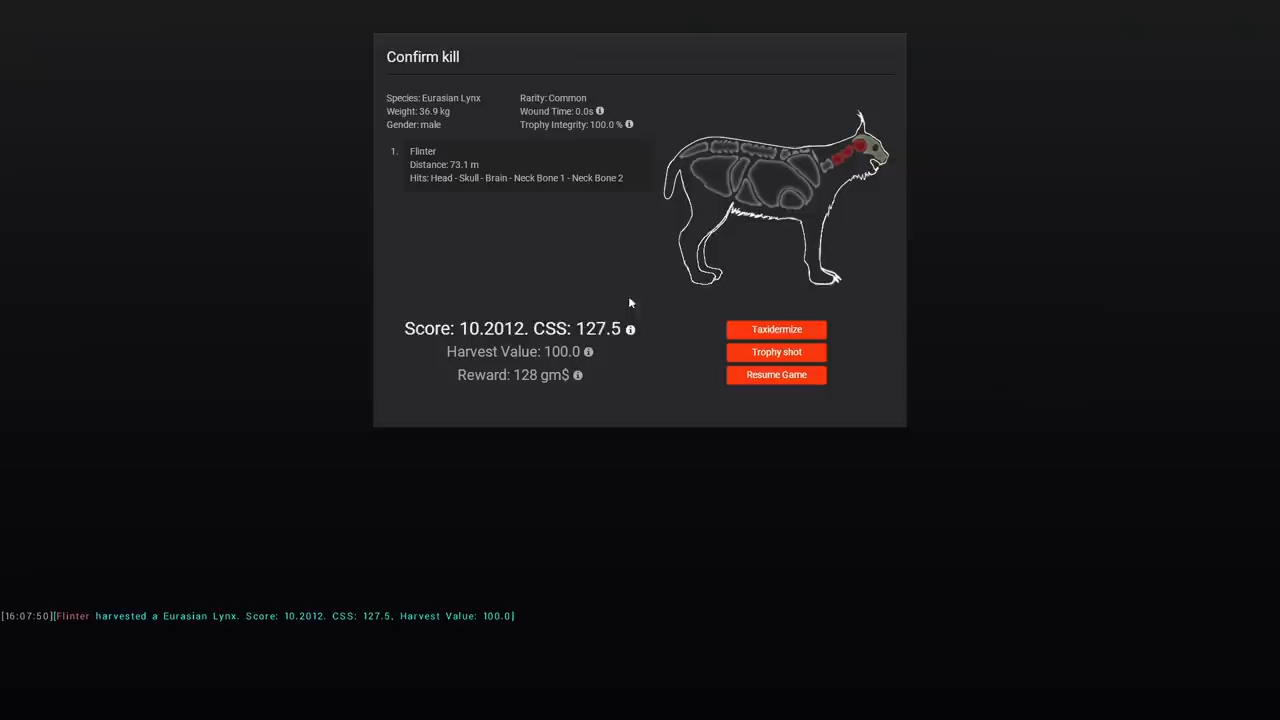 Confirm kill
Species: Eurasian Lynx
Weight: 36.9 kg
Gender: male
Rarity: Common
Wound Time: 0.0s
Trophy Integrity: 100.0 %
1. Flinter
Distance: 73.1 m
Hits: Head - Skull - Brain - Neck Bone 1 - Neck Bone 2
Score: 10.2012. CSS: 127.5
Harvest Value: 100.0
Reward: 128 gm$
Taxidermize
Trophy shot
Resume Game
[16:07:50][Flinter harvested a Eurasian Lynx. Score: 10.2012. CSS: 127.5, Harvest Value: 100.0]